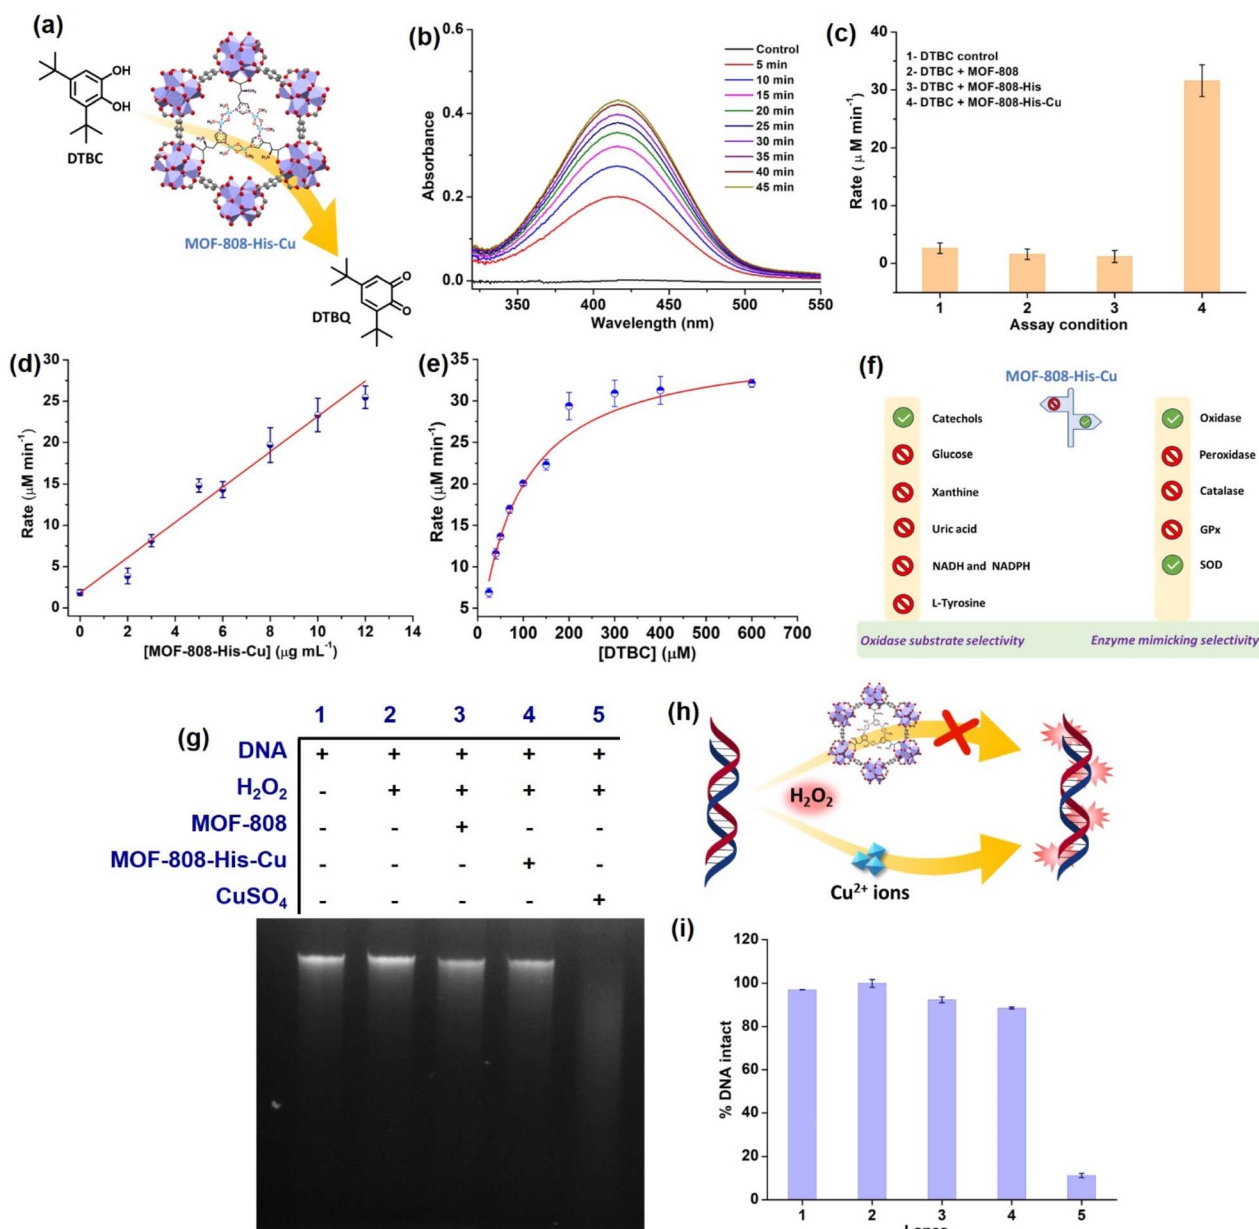 (a)
OH
OH
DTBC
MOF-808-His-Cu
O
O
DTBQ
(b)
Absorbance
0.6
0.4
0.2
0.0
350
400
450
500
550
Wavelength (nm)
Control
5 min
10 min
15 min
20 min
25 min
30 min
35 min
40 min
45 min
(c)
Rate (μ M min⁻¹)
40
30
20
10
0
1- DTBC control
2- DTBC + MOF-808
3- DTBC + MOF-808-His
4- DTBC + MOF-808-His-Cu
1
2
3
4
Assay condition
(d)
Rate (μM min⁻¹)
30
25
20
15
10
5
0
0
2
4
6
8
10
12
14
[MOF-808-His-Cu] (μg mL⁻¹)
(e)
Rate (μM min⁻¹)
35
30
25
20
15
10
5
0
100
200
300
400
500
600
700
[DTBC] (μM)
(f)
MOF-808-His-Cu
Catechols
Glucose
Xanthine
Uric acid
NADH and NADPH
L-Tyrosine
Oxidase substrate selectivity
Oxidase
Peroxidase
Catalase
GPx
SOD
Enzyme mimicking selectivity
(g)
1 2 3 4 5
DNA + + + + +
H₂O₂ - + + + +
MOF-808 - - + - -
MOF-808-His-Cu - - - + -
CuSO₄ - - - - +
(h)
H₂O₂
Cu²⁺ ions
(i)
% DNA intact
120
100
80
60
40
20
0
1
2
3
4
5